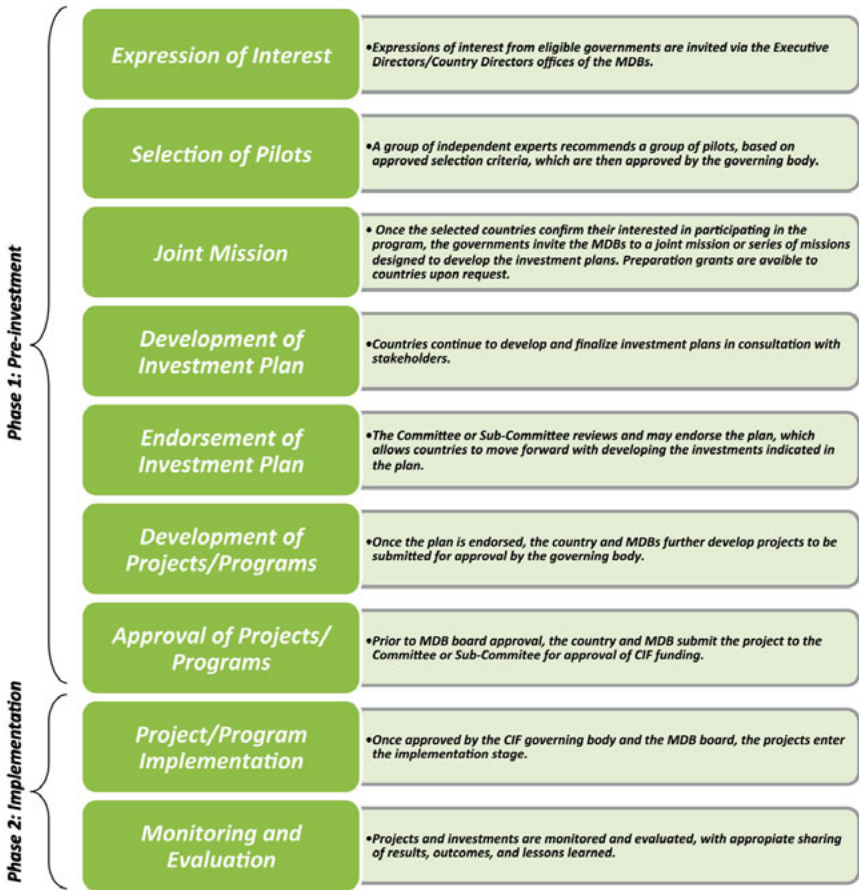 Phase 1: Pre-investment
Expression of Interest
•Expressions of interest from eligible governments are invited via the Executive
Directors/Country Directors offices of the MDBs.
Selection of Pilots
•A group of independent experts recommends a group of pilots, based on
approved selection criteria, which are then approved by the governing body.
Joint Mission
• Once the selected countries confirm their interested in participating in the
program, the governments invite the MDBs to a joint mission or series of missions
designed to develop the investment plans. Preparation grants are avaible to
countries upon request.
Development of
Investment Plan
•Countries continue to develop and finalize investment plans in consultation with
stakeholders.
Endorsement of
Investment Plan
•The Committee or Sub-Committee reviews and may endorse the plan, which
allows countries to move forward with developing the investments indicated in
the plan.
Development of
Projects/Programs
•Once the plan is endorsed, the country and MDBs further develop projects to be
submitted for approval by the governing body.
Approval of Projects/
Programs
•Prior to MDB board approval, the country and MDB submit the project to the
Committee or Sub-Commitee for approval of CIF funding.
Phase 2: Implementation
Project/Program
Implementation
•Once approved by the CIF governing body and the MDB board, the projects enter
the implementation stage.
Monitoring and
Evaluation
•Projects and investments are monitored and evaluated, with appropiate sharing
of results, outcomes, and lessons learned.